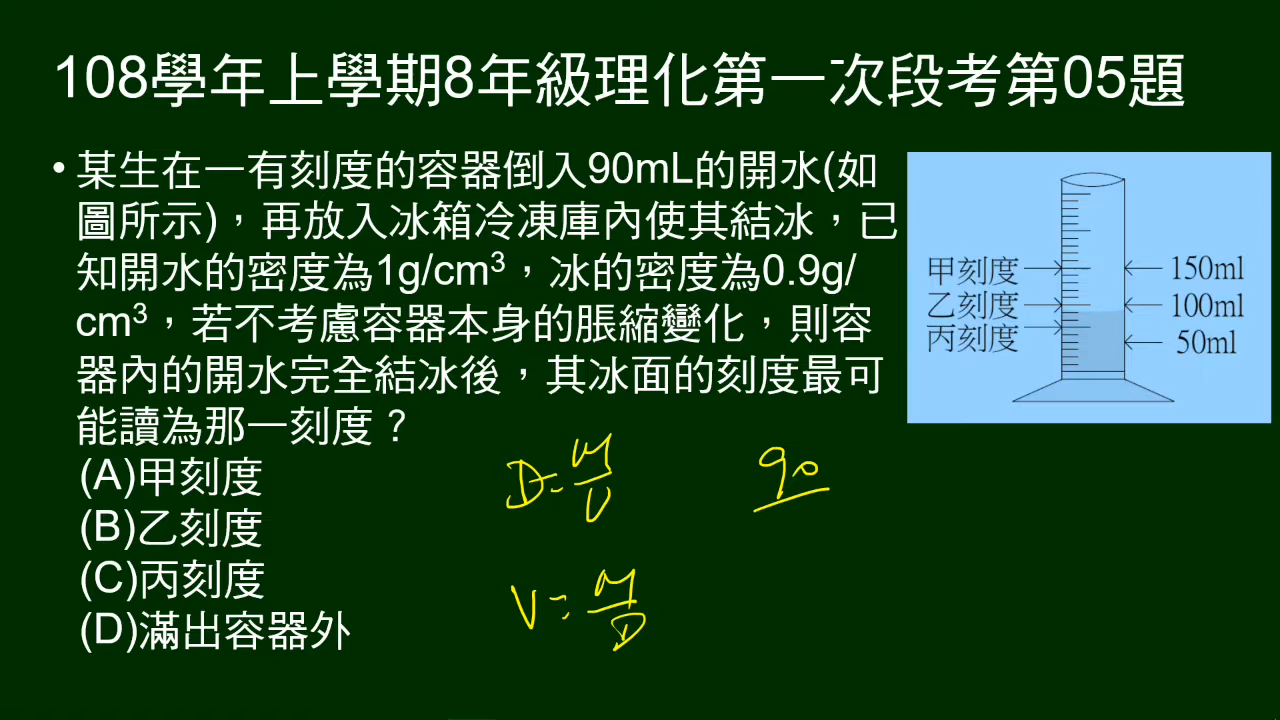 108學年上學期8年級理化第一次段考第05題
•某生在一有刻度的容器倒入90mL的開水(如
圖所示)，再放入冰箱冷凍庫內使其結冰，已
知開水的密度為1g/cm³，冰的密度為0.9g/
cm³，若不考慮容器本身的脹縮變化，則容
器內的開水完全結冰後，其冰面的刻度最可
能讀為那一刻度？
(A)甲刻度
(B)乙刻度
(C)丙刻度
(D)滿出容器外
甲刻度 150ml
乙刻度 100ml
丙刻度 50ml
D=M/V
90
V=M/D